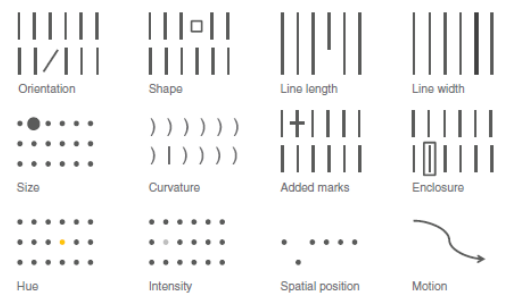 Orientation
Shape
Line length
Line width
Size
Curvature
Added marks
Enclosure
Hue
Intensity
Spatial position
Motion